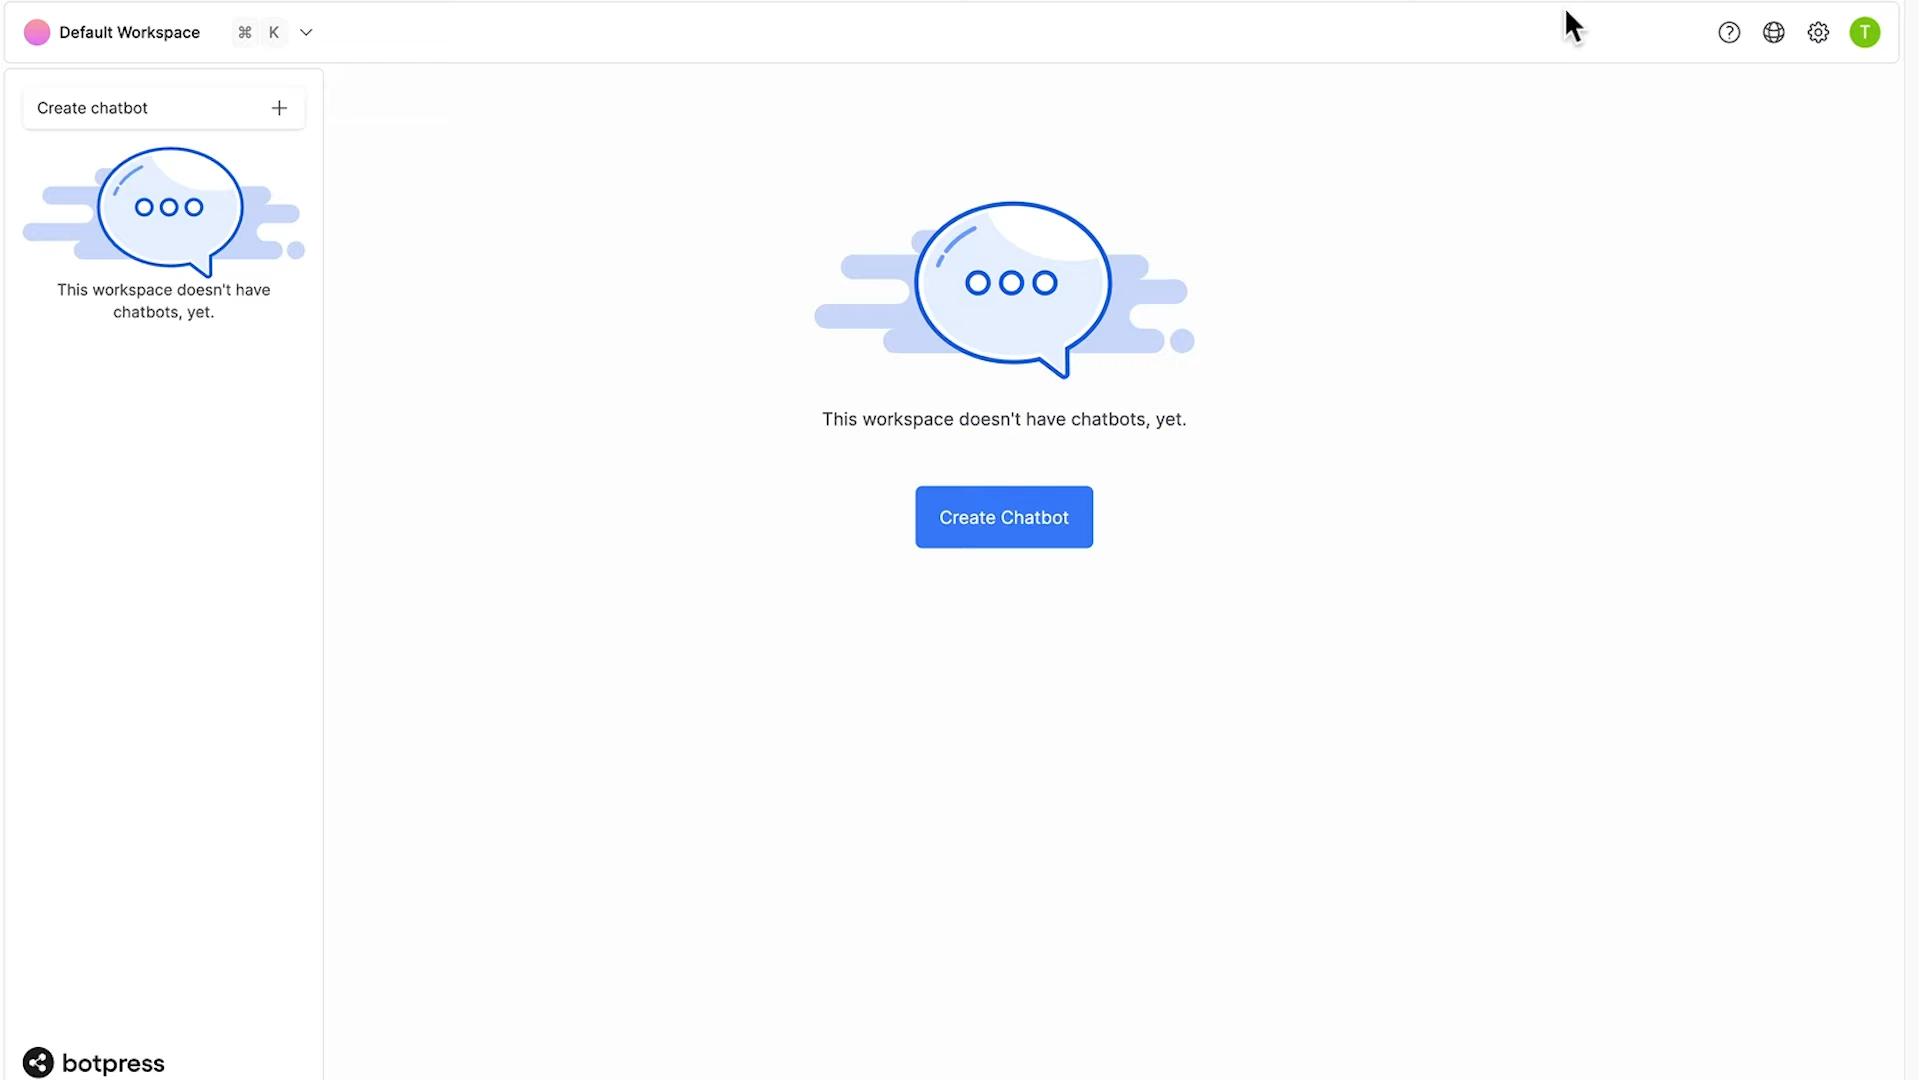 Default Workspace ⌘ K
T
Create chatbot
This workspace doesn't have
chatbots, yet.
This workspace doesn't have chatbots, yet.
Create Chatbot
botpress